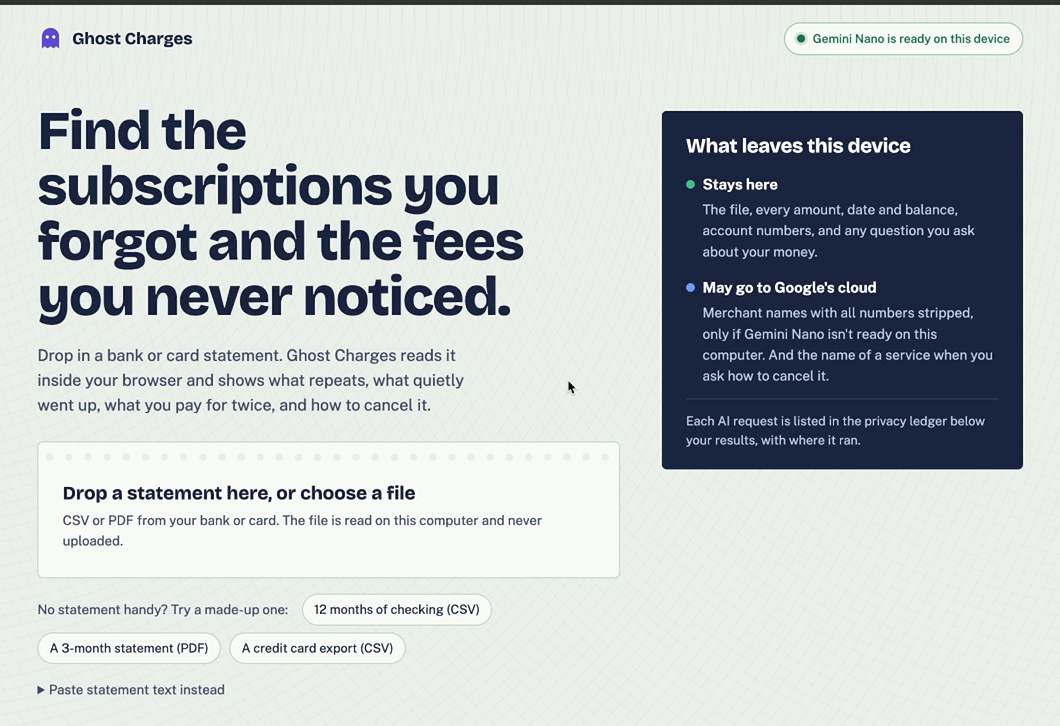 Ghost Charges
Gemini Nano is ready on this device
Find the
subscriptions you
forgot and the fees
you never noticed.
Drop in a bank or card statement. Ghost Charges reads it
inside your browser and shows what repeats, what quietly
went up, what you pay for twice, and how to cancel it.
Drop a statement here, or choose a file
CSV or PDF from your bank or card. The file is read on this computer and never
uploaded.
No statement handy? Try a made-up one:
12 months of checking (CSV)
A 3-month statement (PDF)
A credit card export (CSV)
Paste statement text instead
What leaves this device
Stays here
The file, every amount, date and balance,
account numbers, and any question you ask
about your money.
May go to Google's cloud
Merchant names with all numbers stripped,
only if Gemini Nano isn't ready on this
computer. And the name of a service when you
ask how to cancel it.
Each AI request is listed in the privacy ledger below
your results, with where it ran.